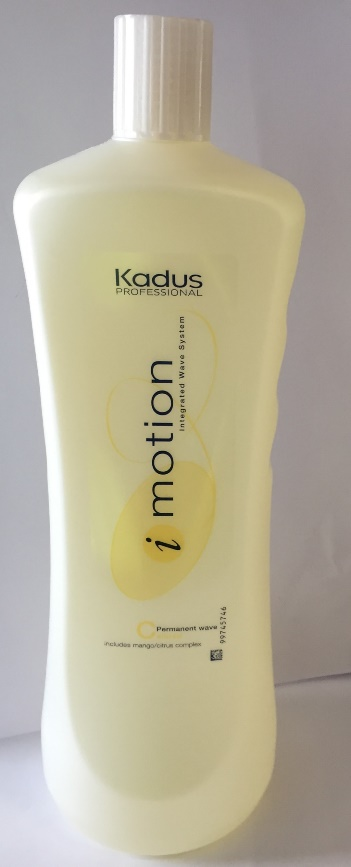 Kadus
PROFESSIONAL
i motion
Integrated Wave System
C Permanent wave
includes mango/citrus complex
99745746